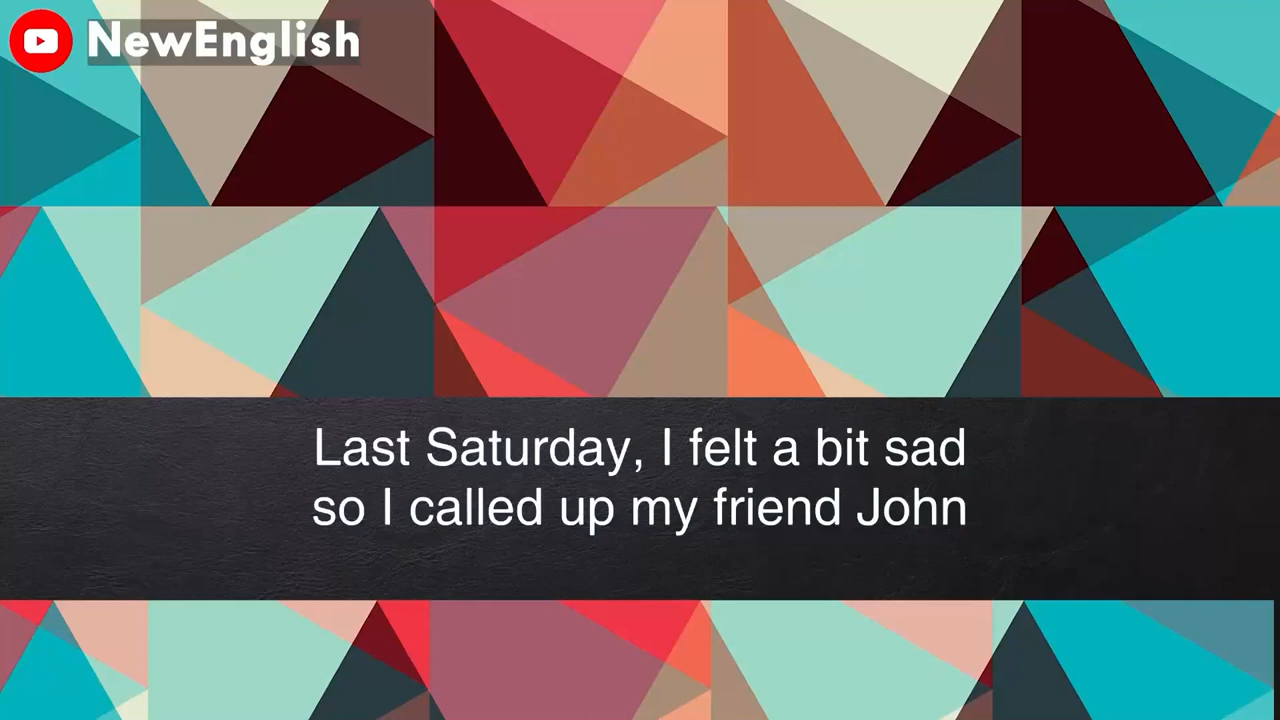 NewEnglish
Last Saturday, I felt a bit sad
so I called up my friend John